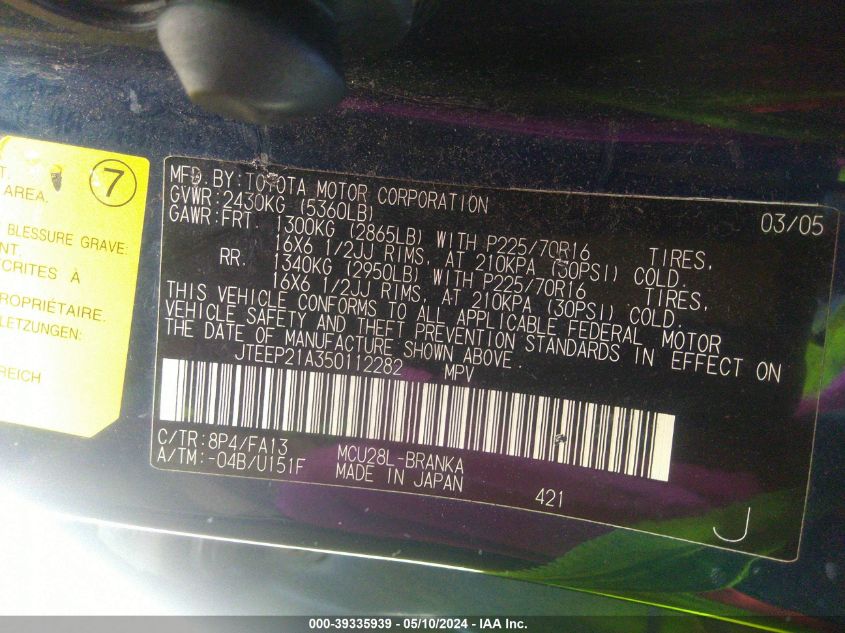 T.
AREA.
BLESSURE GRAVE:
ENT.
SCRITES À
PROPRIÉTAIRE.
LETZUNGEN:
REICH
7
MFD. BY: TOYOTA MOTOR CORPORATION 03/05
GVWR: 2430KG (5360LB)
GAWR: FRT. 1300KG (2865LB) WITH P225/70R16 TIRES,
16X6 1/2JJ RIMS, AT 210KPA (30PSI) COLD.
RR. 1340KG (2950LB) WITH P225/70R16 TIRES,
16X6 1/2JJ RIMS, AT 210KPA (30PSI) COLD.
THIS VEHICLE CONFORMS TO ALL APPLICABLE FEDERAL MOTOR
VEHICLE SAFETY AND THEFT PREVENTION STANDARDS IN EFFECT ON
THE DATE OF MANUFACTURE SHOWN ABOVE.
JTEEP21A350112282 MPV
C/TR: 8P4/FA13 MCU28L-BRANKA
A/TM: -04B/U151F MADE IN JAPAN 421
J
000-39335939 - 05/10/2024 - IAA Inc.